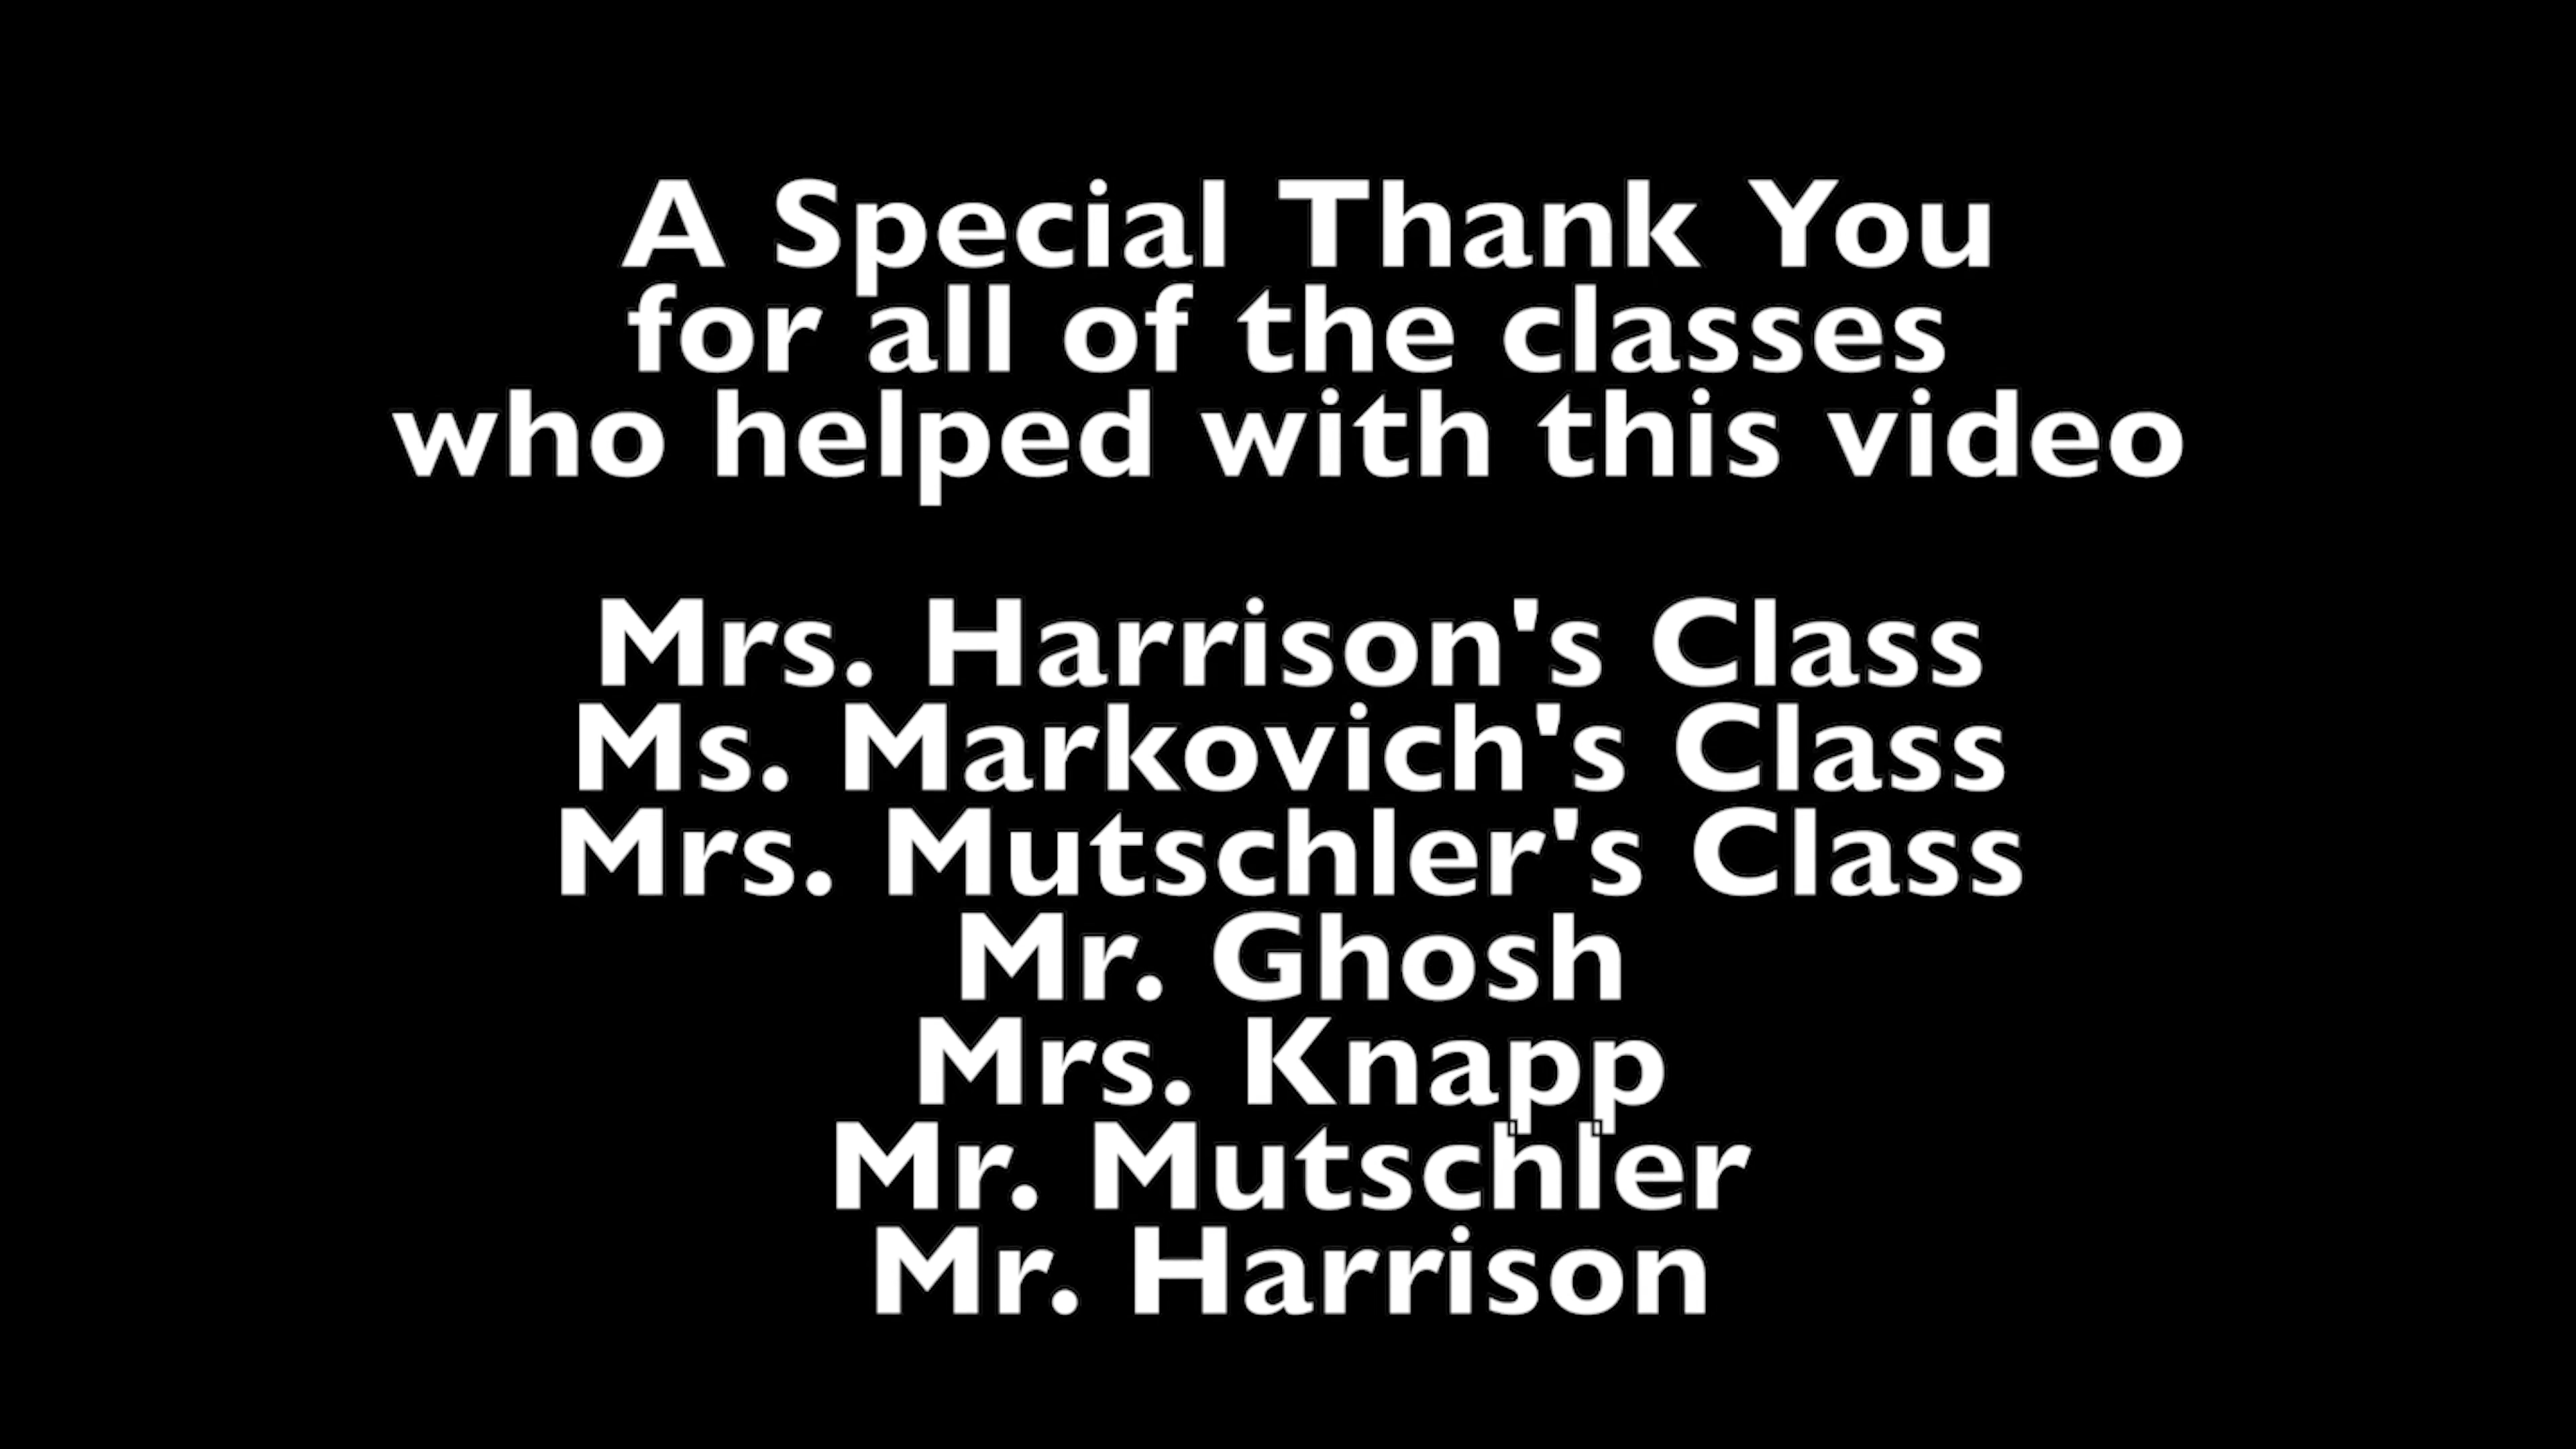 A Special Thank You
for all of the classes
who helped with this video
Mrs. Harrison's Class
Ms. Markovich's Class
Mrs. Mutschler's Class
Mr. Ghosh
Mrs. Knapp
Mr. Mutschler
Mr. Harrison